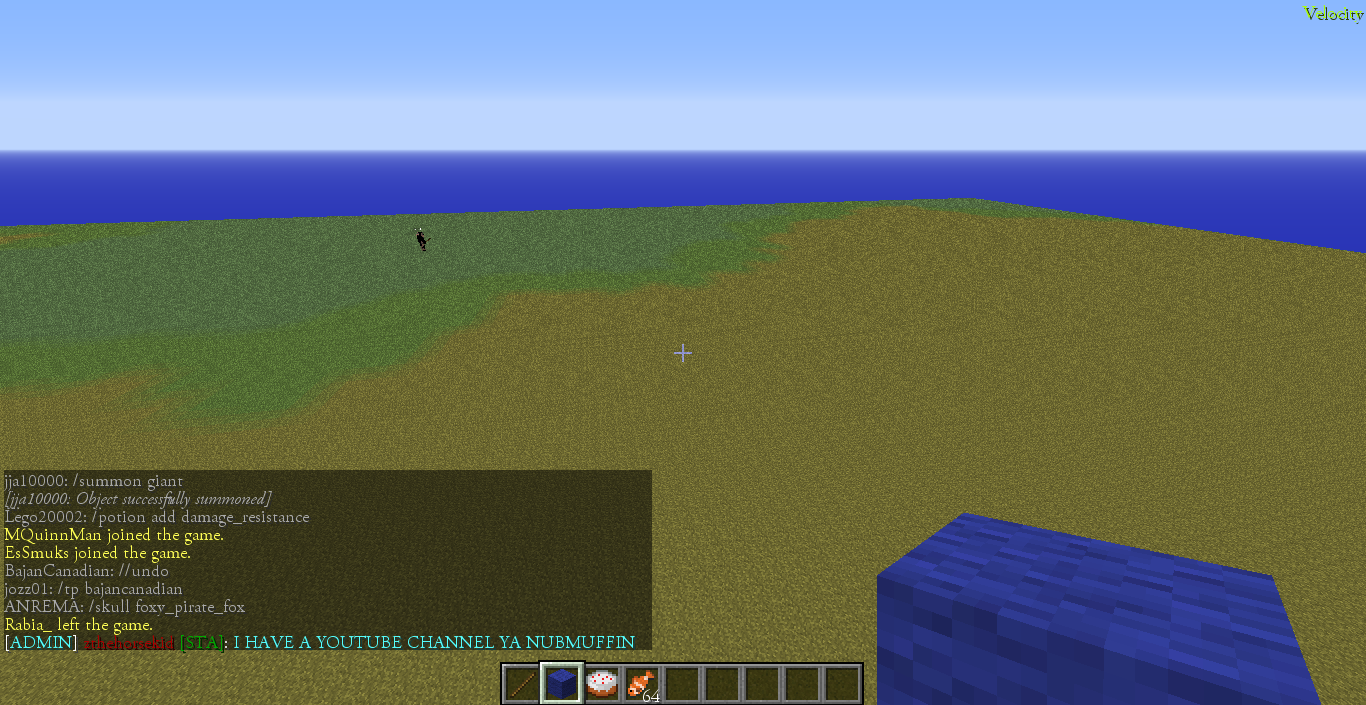 Velocity
jja10000: /summon giant
[jja10000: Object successfully summoned]
Lego20002: /potion add damage_resistance
MQuinnMan joined the game.
EsSmuks joined the game.
BajanCanadian: //undo
jozz01: /tp bajancanadian
ANREMA: /skull foxy_pirate_fox
Rabia_ left the game.
[ADMIN] [STA]: I HAVE A YOUTUBE CHANNEL YA NUBMUFFIN
64